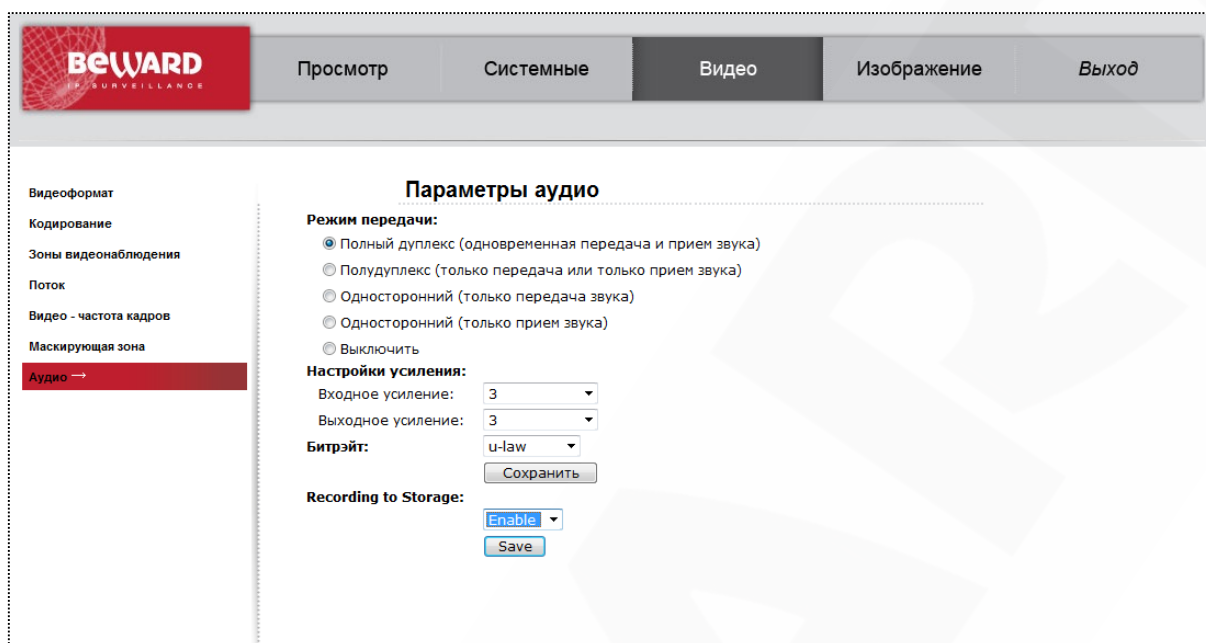 BEWARD
IP SURVEILLANCE
Просмотр
Системные
Видео
Изображение
Выход
Видеоформат
Кодирование
Зоны видеонаблюдения
Поток
Видео - частота кадров
Маскирующая зона
Аудио →
Параметры аудио
Режим передачи:
Полный дуплекс (одновременная передача и прием звука)
Полудуплекс (только передача или только прием звука)
Односторонний (только передача звука)
Односторонний (только прием звука)
Выключить
Настройки усиления:
Входное усиление: 3
Выходное усиление: 3
Битрэйт: u-law
Сохранить
Recording to Storage:
Enable
Save